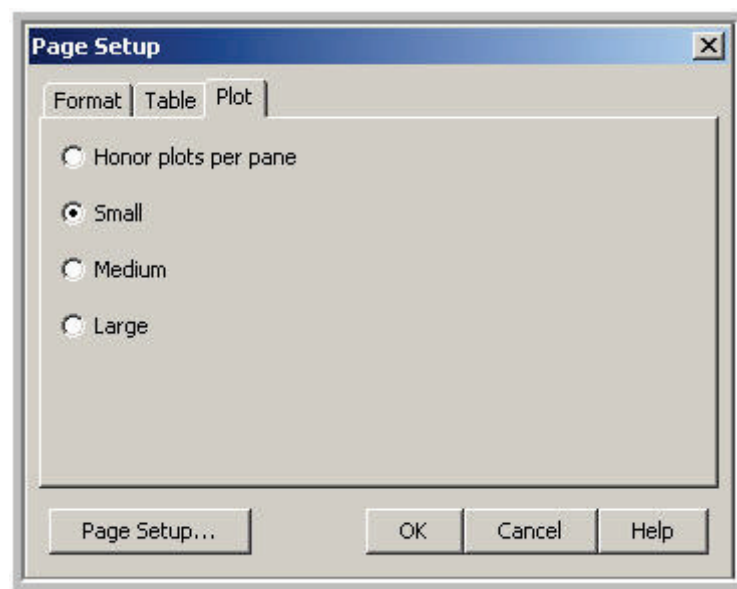 Page Setup
Format Table Plot
Honor plots per pane
Small
Medium
Large
Page Setup... OK Cancel Help